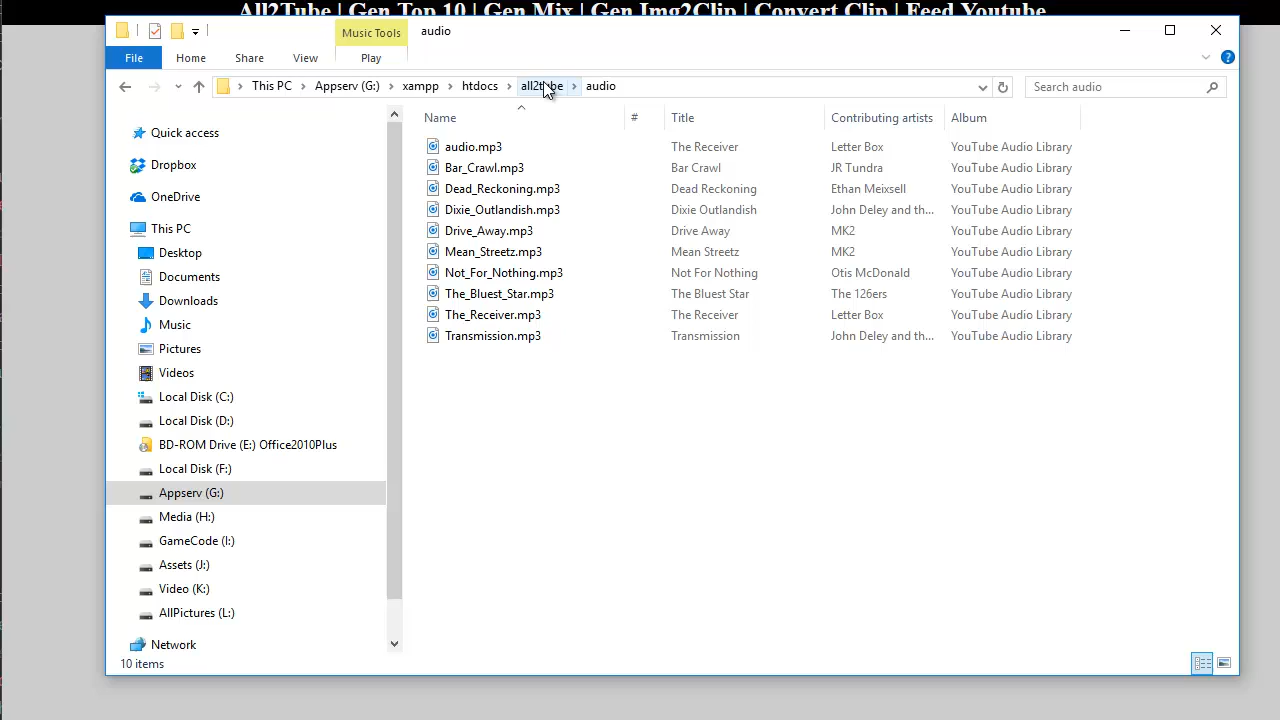 All2Tube | Gen Top 10 | Gen Mix | Gen Img2Clip | Convert Clip | Feed Youtube
Music Tools audio
File Home Share View Play
This PC Appserv (G:) xampp htdocs all2tube audio Search audio
Name # Title Contributing artists Album
audio.mp3 The Receiver Letter Box YouTube Audio Library
Bar_Crawl.mp3 Bar Crawl JR Tundra YouTube Audio Library
Dead_Reckoning.mp3 Dead Reckoning Ethan Meixsell YouTube Audio Library
Dixie_Outlandish.mp3 Dixie Outlandish John Deley and th... YouTube Audio Library
Drive_Away.mp3 Drive Away MK2 YouTube Audio Library
Mean_Streetz.mp3 Mean Streetz MK2 YouTube Audio Library
Not_For_Nothing.mp3 Not For Nothing Otis McDonald YouTube Audio Library
The_Bluest_Star.mp3 The Bluest Star The 126ers YouTube Audio Library
The_Receiver.mp3 The Receiver Letter Box YouTube Audio Library
Transmission.mp3 Transmission John Deley and th... YouTube Audio Library
Quick access
Dropbox
OneDrive
This PC
Desktop
Documents
Downloads
Music
Pictures
Videos
Local Disk (C:)
Local Disk (D:)
BD-ROM Drive (E:) Office2010Plus
Local Disk (F:)
Appserv (G:)
Media (H:)
GameCode (I:)
Assets (J:)
Video (K:)
AllPictures (L:)
Network
10 items